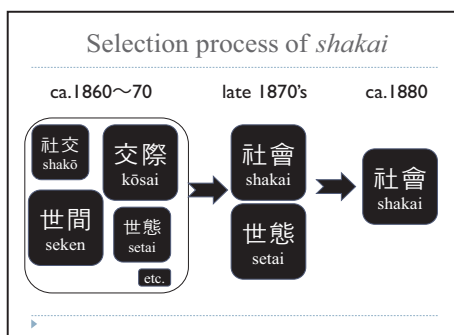 Selection process of shakai
ca.1860～70
late 1870's
ca.1880
社交
shakō
交際
kōsai
世間
seken
世態
setai
etc.
社會
shakai
世態
setai
社會
shakai